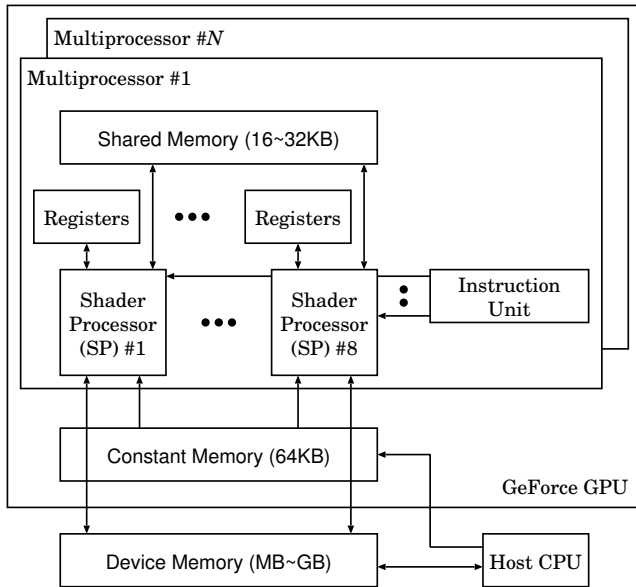 Multiprocessor #N
Multiprocessor #1
Shared Memory (16~32KB)
Registers
Registers
Shader
Processor
(SP) #1
Shader
Processor
(SP) #8
Instruction
Unit
Constant Memory (64KB)
GeForce GPU
Device Memory (MB~GB)
Host CPU